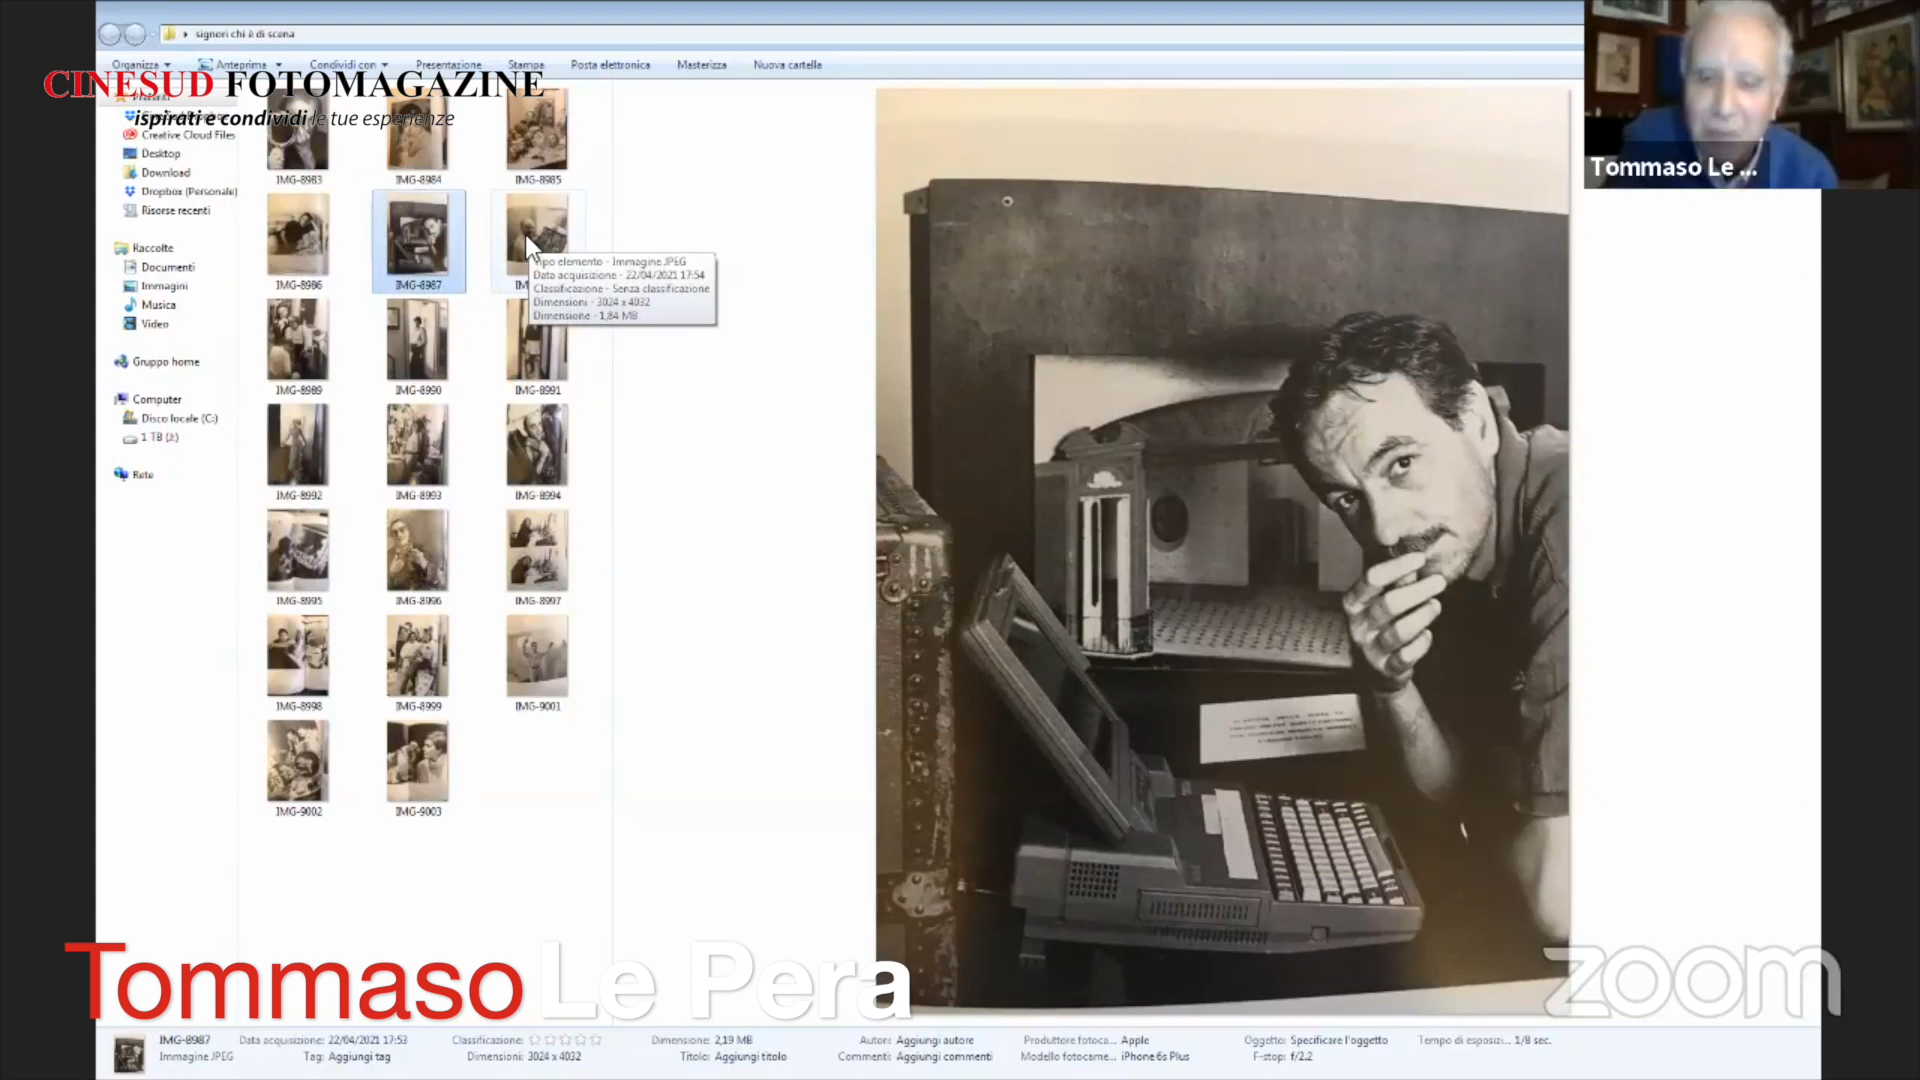 signori chi è di scena
Organizza
Anteprima
Condividi con
Presentazione
Stampa
Posta elettronica
Masterizza
Nuova cartella
CINESUD FOTOMAGAZINE
ispirati e condividi le tue esperienze
Creative Cloud Files
Desktop
Download
Dropbox (Personale)
Risorse recenti
Raccolte
Documenti
Immagini
Musica
Video
Gruppo home
Computer
Disco locale (C:)
1 TB (J:)
Rete
IMG-8983
IMG-8984
IMG-8985
IMG-8986
IMG-8987
Tipo elemento - Immagine JPEG
Data acquisizione - 22/04/2021 17:54
Classificazione - Senza classificazione
Dimensioni - 3024 x 4032
Dimensione - 1,84 MB
IMG-8989
IMG-8990
IMG-8991
IMG-8992
IMG-8993
IMG-8994
IMG-8995
IMG-8996
IMG-8997
IMG-8998
IMG-8999
IMG-9001
IMG-9002
IMG-9003
Tommaso Le ...
Tommaso Le Pera
zoom
IMG-8987 Data acquisizione: 22/04/2021 17:53 Classificazione: Dimensione: 2,19 MB Autori: Aggiungi autore Produttore fotoca... Apple Oggetto: Specificare l'oggetto Tempo di esposizi... 1/8 sec.
Immagine JPEG Tag: Aggiungi tag Dimensioni: 3024 x 4032 Titolo: Aggiungi titolo Commenti: Aggiungi commenti Modello fotocame... iPhone 6s Plus F-stop: f/2.2